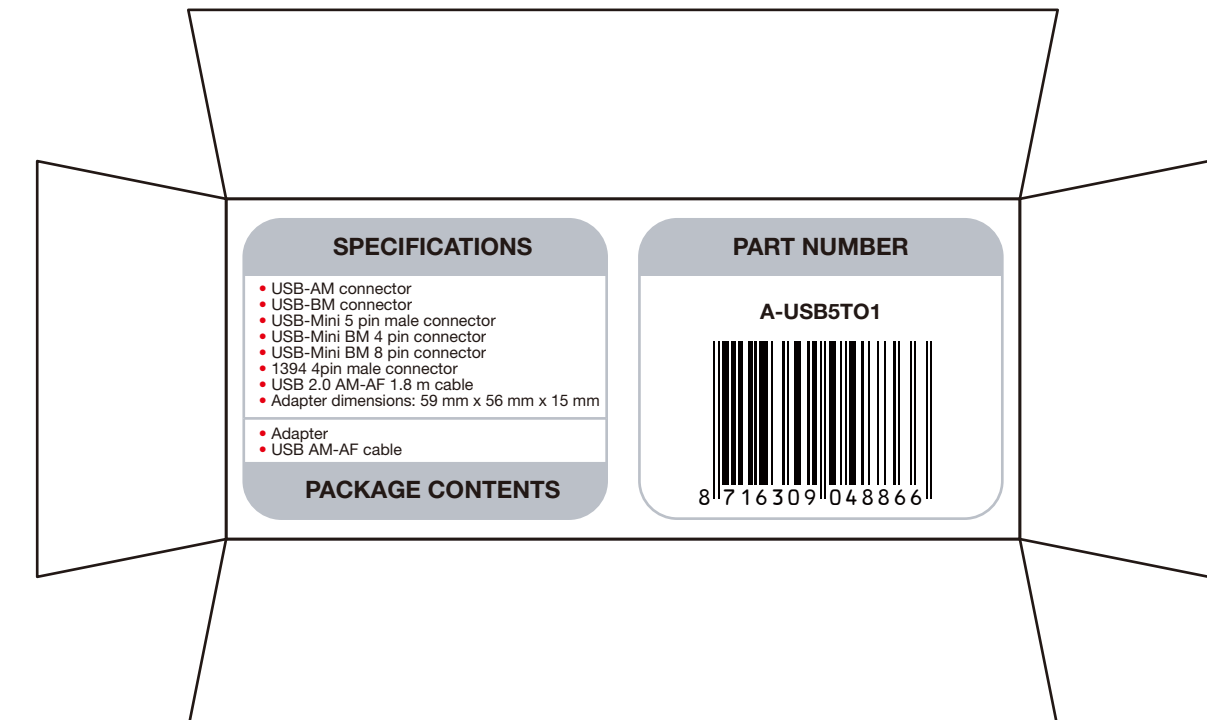 SPECIFICATIONS
• USB-AM connector
• USB-BM connector
• USB-Mini 5 pin male connector
• USB-Mini BM 4 pin connector
• USB-Mini BM 8 pin connector
• 1394 4pin male connector
• USB 2.0 AM-AF 1.8 m cable
• Adapter dimensions: 59 mm x 56 mm x 15 mm
• Adapter
• USB AM-AF cable
PACKAGE CONTENTS
PART NUMBER
A-USB5TO1
8 716309 048866